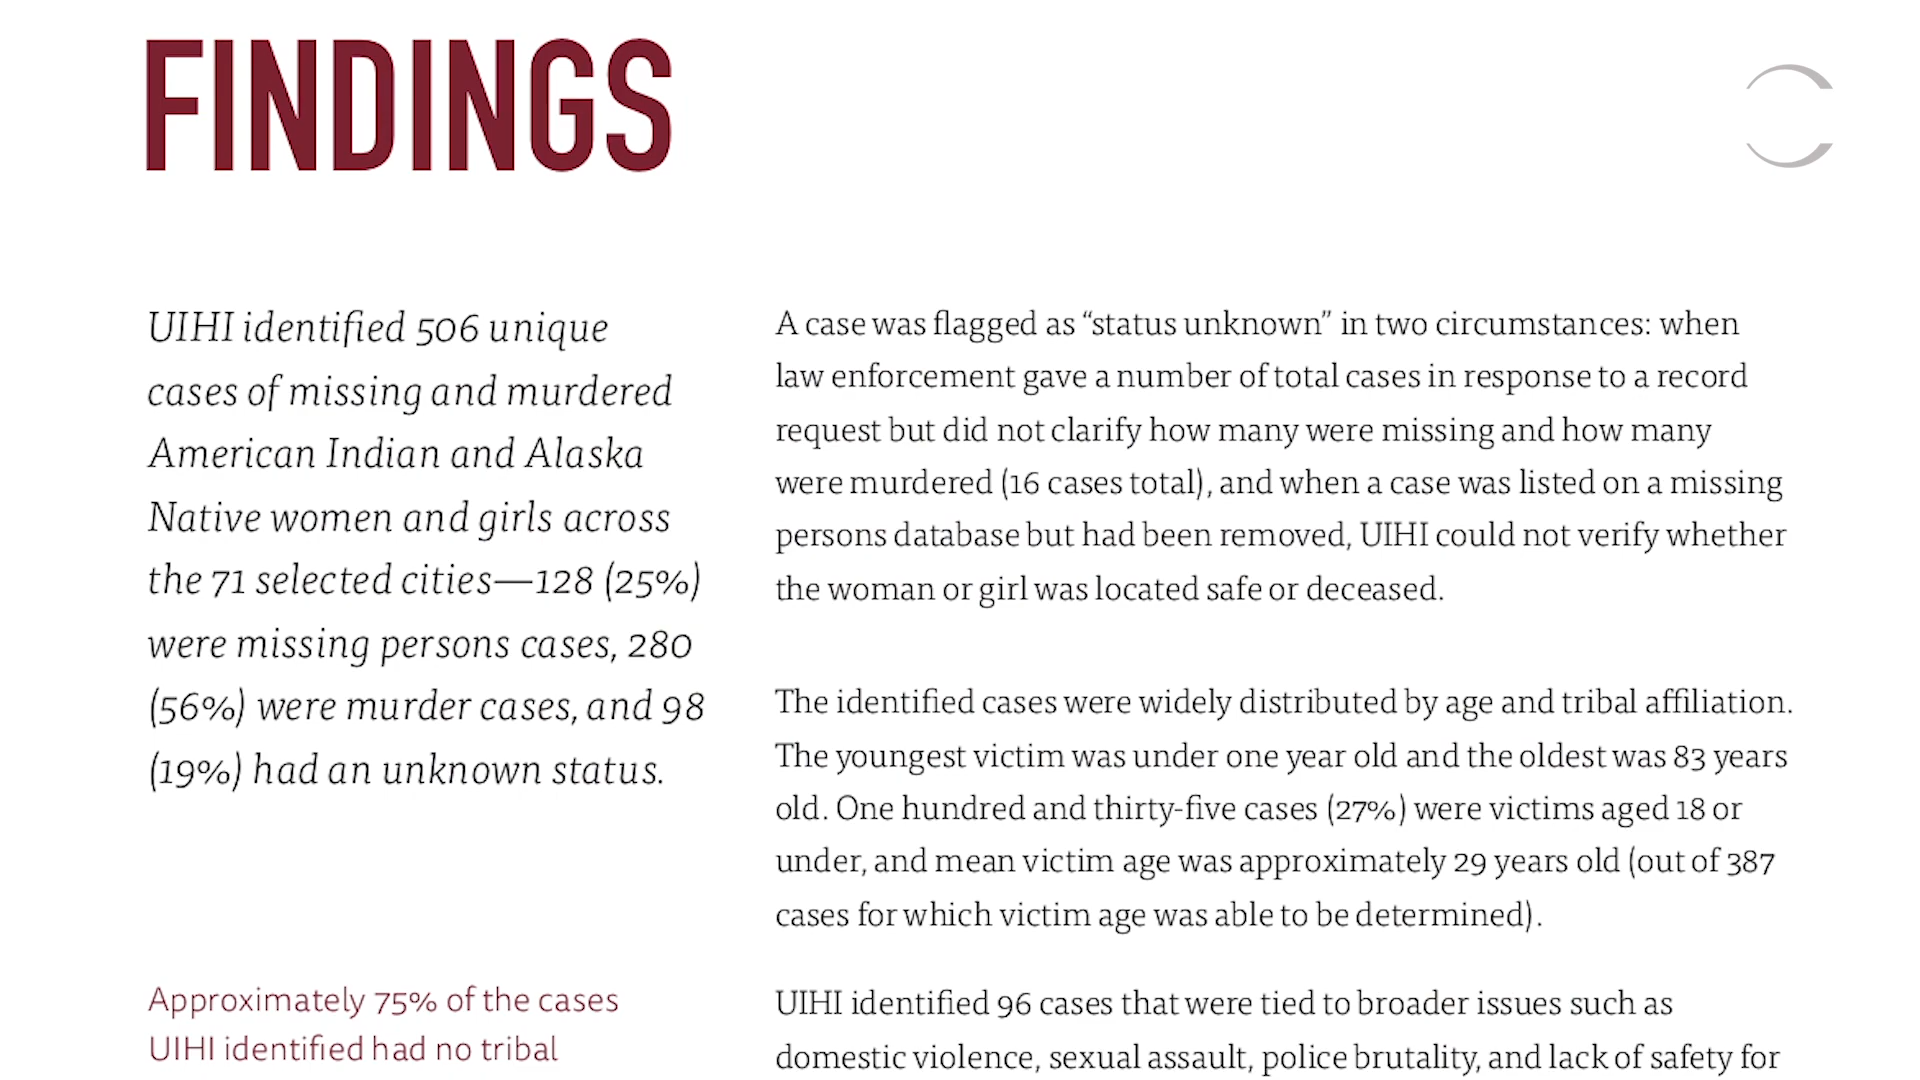 FINDINGS
UIHI identified 506 unique
cases of missing and murdered
American Indian and Alaska
Native women and girls across
the 71 selected cities—128 (25%)
were missing persons cases, 280
(56%) were murder cases, and 98
(19%) had an unknown status.
Approximately 75% of the cases
UIHI identified had no tribal
A case was flagged as “status unknown” in two circumstances: when
law enforcement gave a number of total cases in response to a record
request but did not clarify how many were missing and how many
were murdered (16 cases total), and when a case was listed on a missing
persons database but had been removed, UIHI could not verify whether
the woman or girl was located safe or deceased.
The identified cases were widely distributed by age and tribal affiliation.
The youngest victim was under one year old and the oldest was 83 years
old. One hundred and thirty-five cases (27%) were victims aged 18 or
under, and mean victim age was approximately 29 years old (out of 387
cases for which victim age was able to be determined).
UIHI identified 96 cases that were tied to broader issues such as
domestic violence, sexual assault, police brutality, and lack of safety for